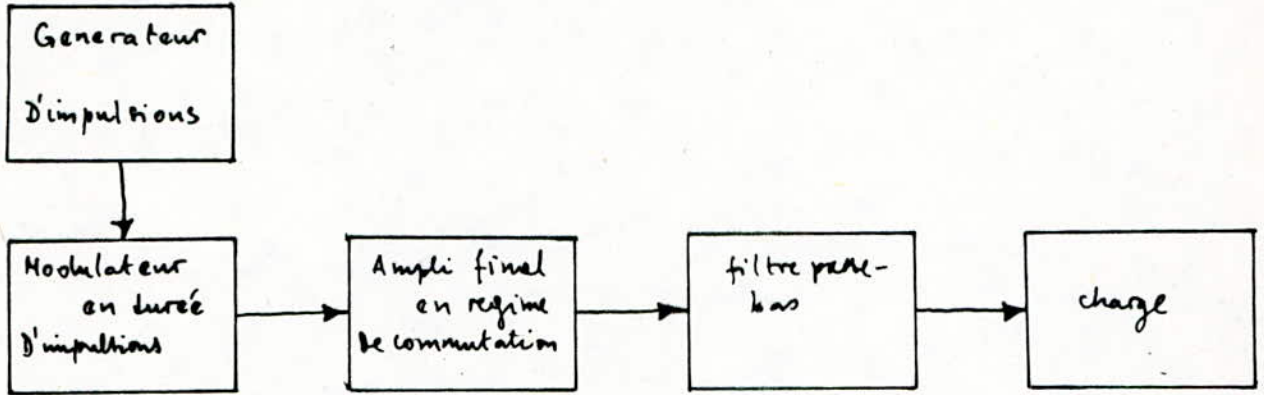 Generateur
D'impulsions
Modulateur
en durée
D'impulsions
Ampli final
en regime
De commutation
filtre passe-
bas
charge